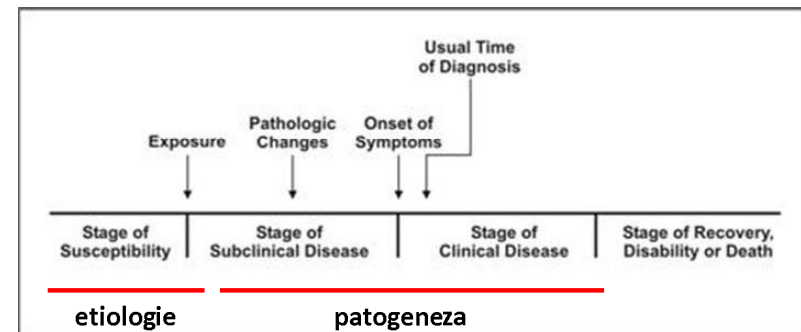 Usual Time
of Diagnosis
Pathologic
Changes
Onset of
Symptoms
Exposure
Stage of
Susceptibility
Stage of
Subclinical Disease
Stage of
Clinical Disease
Stage of Recovery,
Disability or Death
etiologie
patogeneza